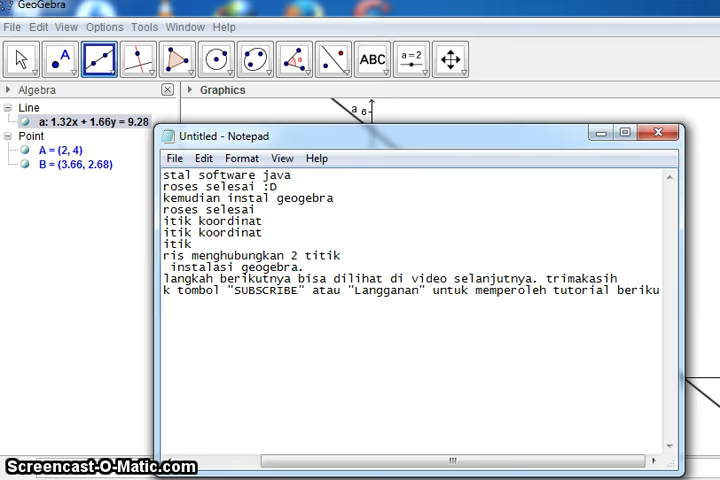 GeoGebra
File Edit View Options Tools Window Help
ABC
a = 2
Algebra
Graphics
Line
a: 1.32x + 1.66y = 9.28
Point
A = (2, 4)
B = (3.66, 2.68)
a 6
Untitled - Notepad
File Edit Format View Help
stal software java
roses selesai :D
kemudian instal geogebra
roses selesai
itik koordinat
itik koordinat
itik
ris menghubungkan 2 titik
instalasi geogebra.
langkah berikutnya bisa dilihat di video selanjutnya. trimakasih
k tombol "SUBSCRIBE" atau "Langganan" untuk memperoleh tutorial beriku
Screencast-O-Matic.com